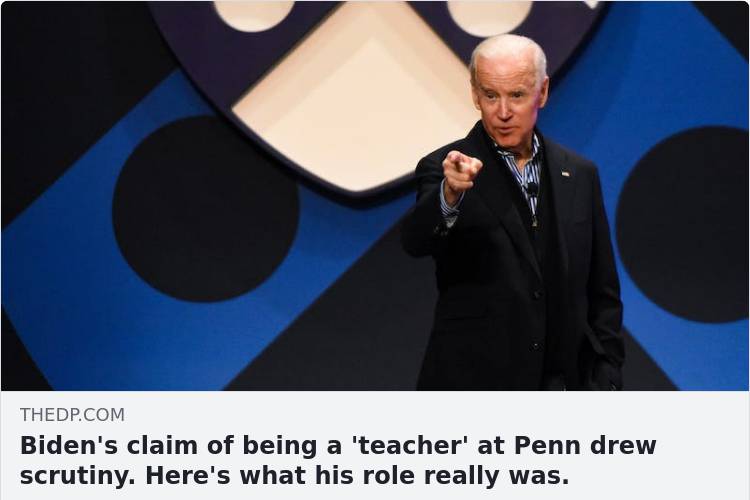 THEDP.COM
Biden's claim of being a 'teacher' at Penn drew
scrutiny. Here's what his role really was.